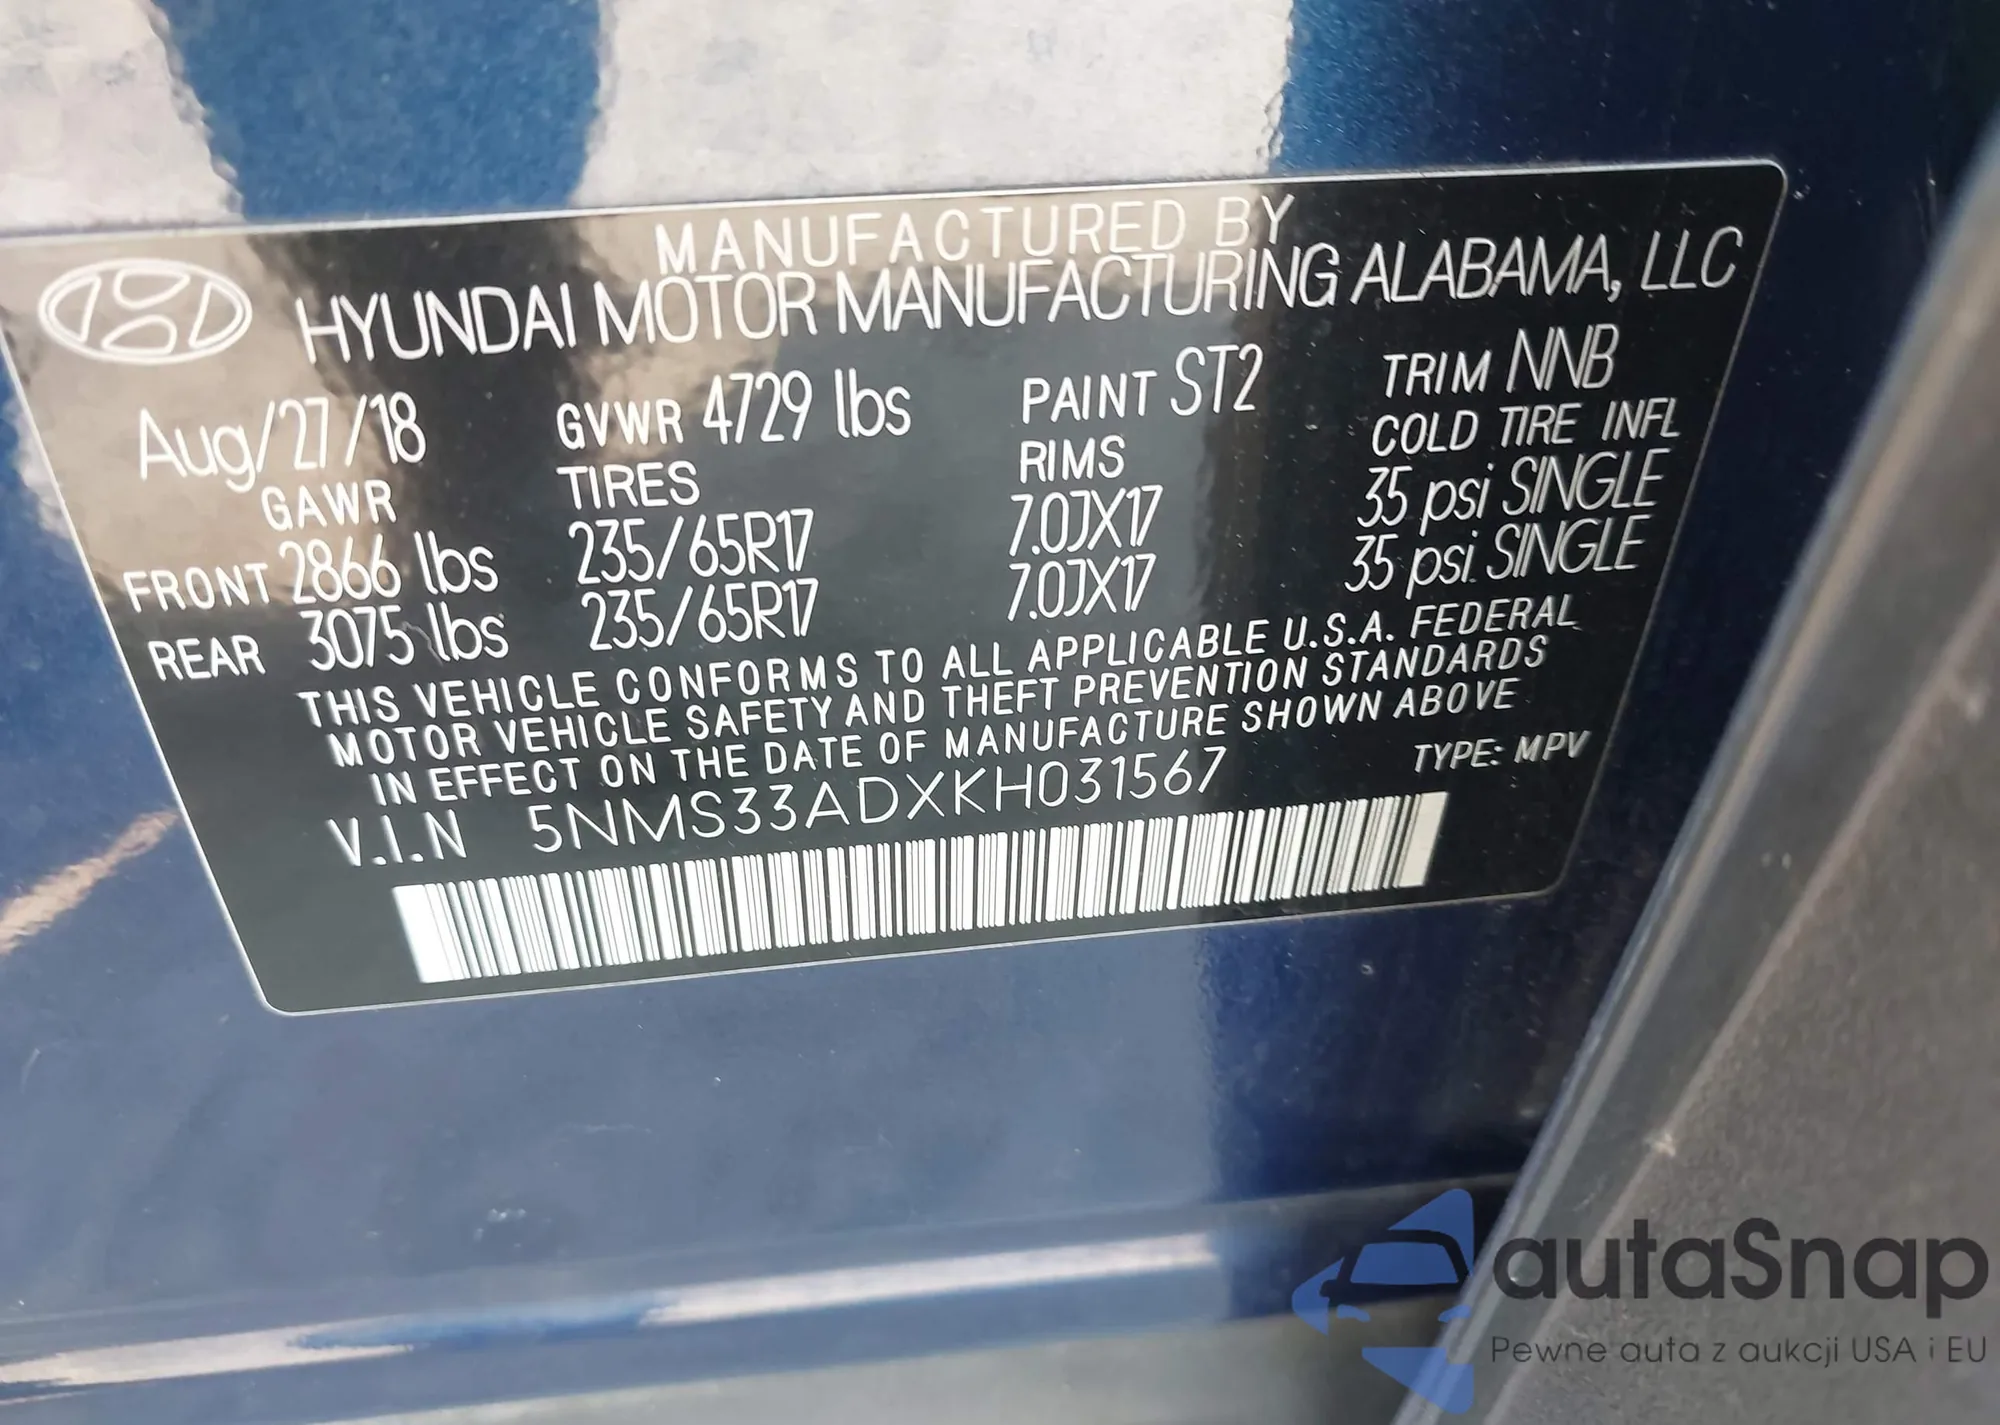 MANUFACTURED BY
HYUNDAI MOTOR MANUFACTURING ALABAMA, LLC
Aug/27/18 GVWR 4729 lbs PAINT ST2 TRIM NNB
GAWR TIRES RIMS COLD TIRE INFL
FRONT 2866 lbs 235/65R17 7.0JX17 35 psi SINGLE
REAR 3075 lbs 235/65R17 7.0JX17 35 psi SINGLE
THIS VEHICLE CONFORMS TO ALL APPLICABLE U.S.A. FEDERAL
MOTOR VEHICLE SAFETY AND THEFT PREVENTION STANDARDS
IN EFFECT ON THE DATE OF MANUFACTURE SHOWN ABOVE
V.I.N 5NMS33ADXKH031567 TYPE: MPV
autaSnap
Pewne auta z aukcji USA i EU